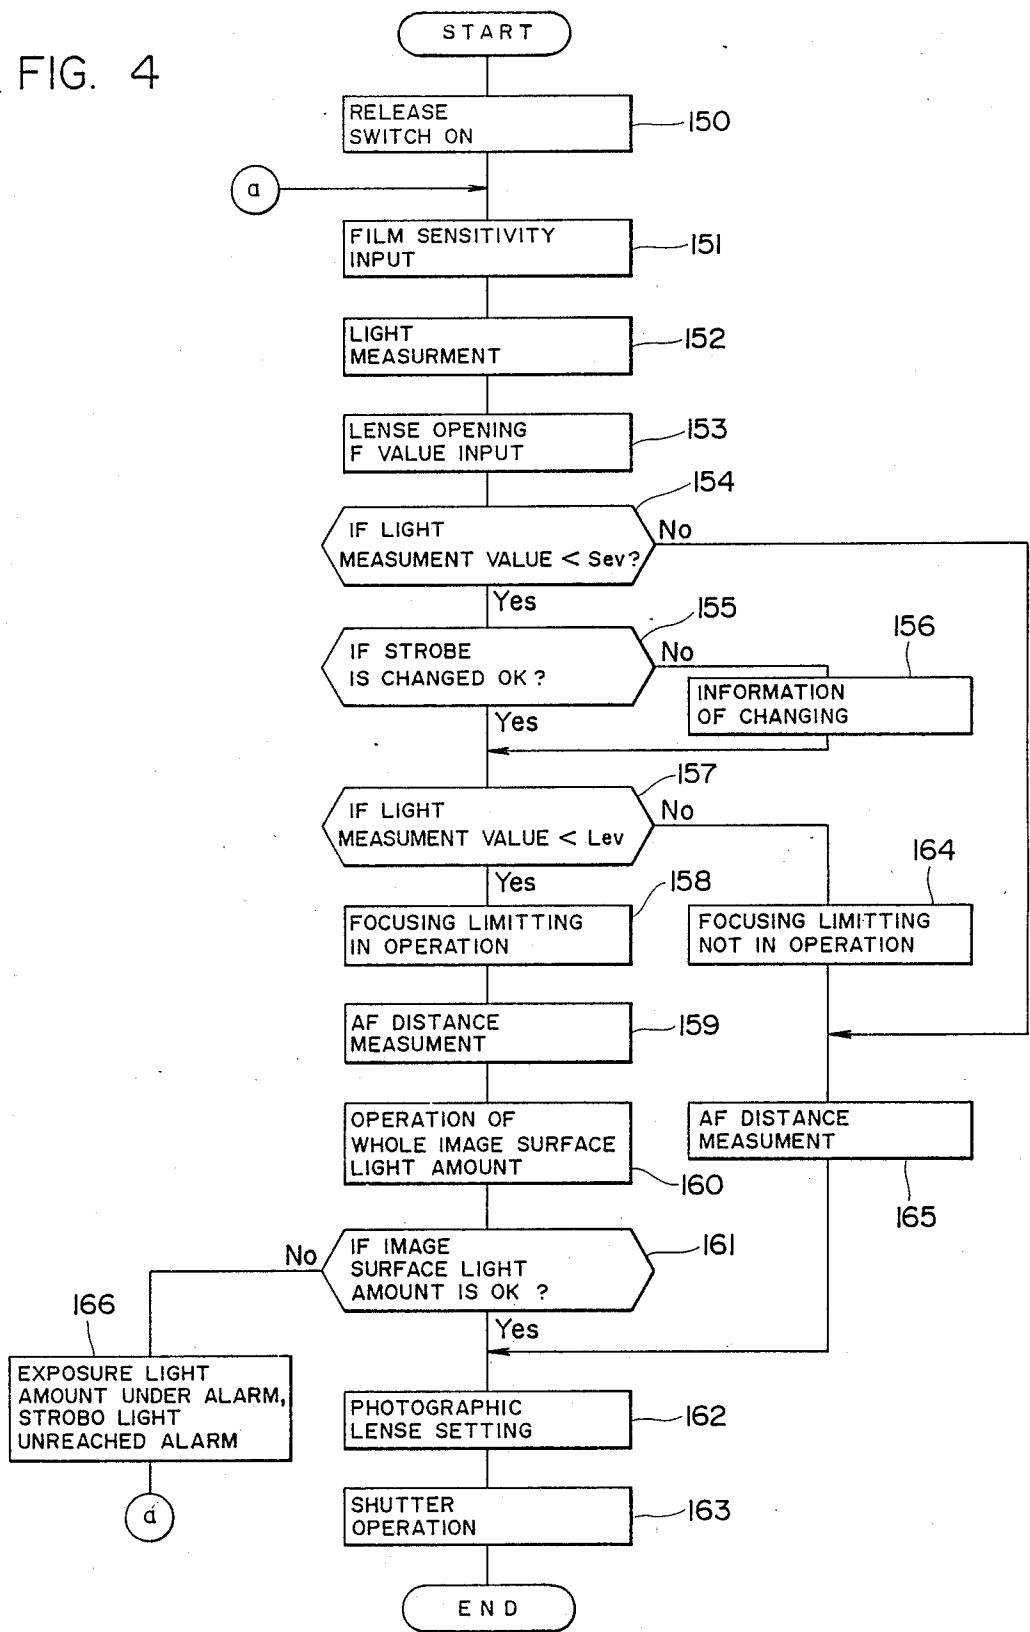 FIG. 4
START
RELEASE
SWITCH ON
150
a
FILM SENSITIVITY
INPUT
151
LIGHT
MEASURMENT
152
LENSE OPENING
F VALUE INPUT
153
154
IF LIGHT
MEASUMENT VALUE < Sev?
No
Yes
155
IF STROBE
IS CHANGED OK?
No
156
INFORMATION
OF CHANGING
Yes
157
IF LIGHT
MEASUMENT VALUE < Lev
No
Yes
158
FOCUSING LIMITTING
IN OPERATION
164
FOCUSING LIMITTING
NOT IN OPERATION
AF DISTANCE
MEASUMENT
159
OPERATION OF
WHOLE IMAGE SURFACE
LIGHT AMOUNT
160
AF DISTANCE
MEASUMENT
165
No
IF IMAGE
SURFACE LIGHT
AMOUNT IS OK ?
161
Yes
166
EXPOSURE LIGHT
AMOUNT UNDER ALARM,
STROBO LIGHT
UNREACHED ALARM
a
PHOTOGRAPHIC
LENSE SETTING
162
SHUTTER
OPERATION
163
END